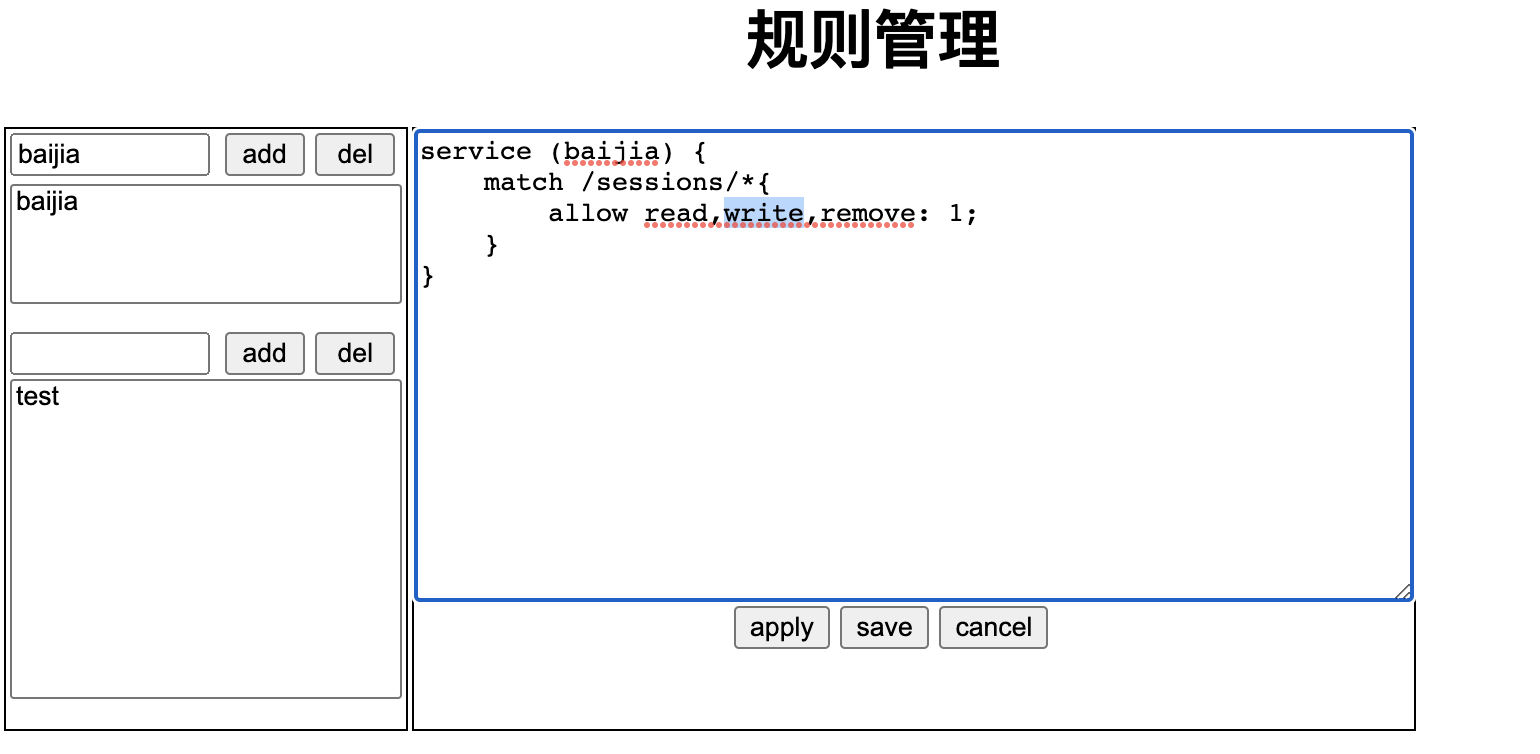 规则管理
baijia add del
baijia
add del
test
service (baijia) {
    match /sessions/*{
        allow read,write,remove: 1;
    }
}
apply save cancel